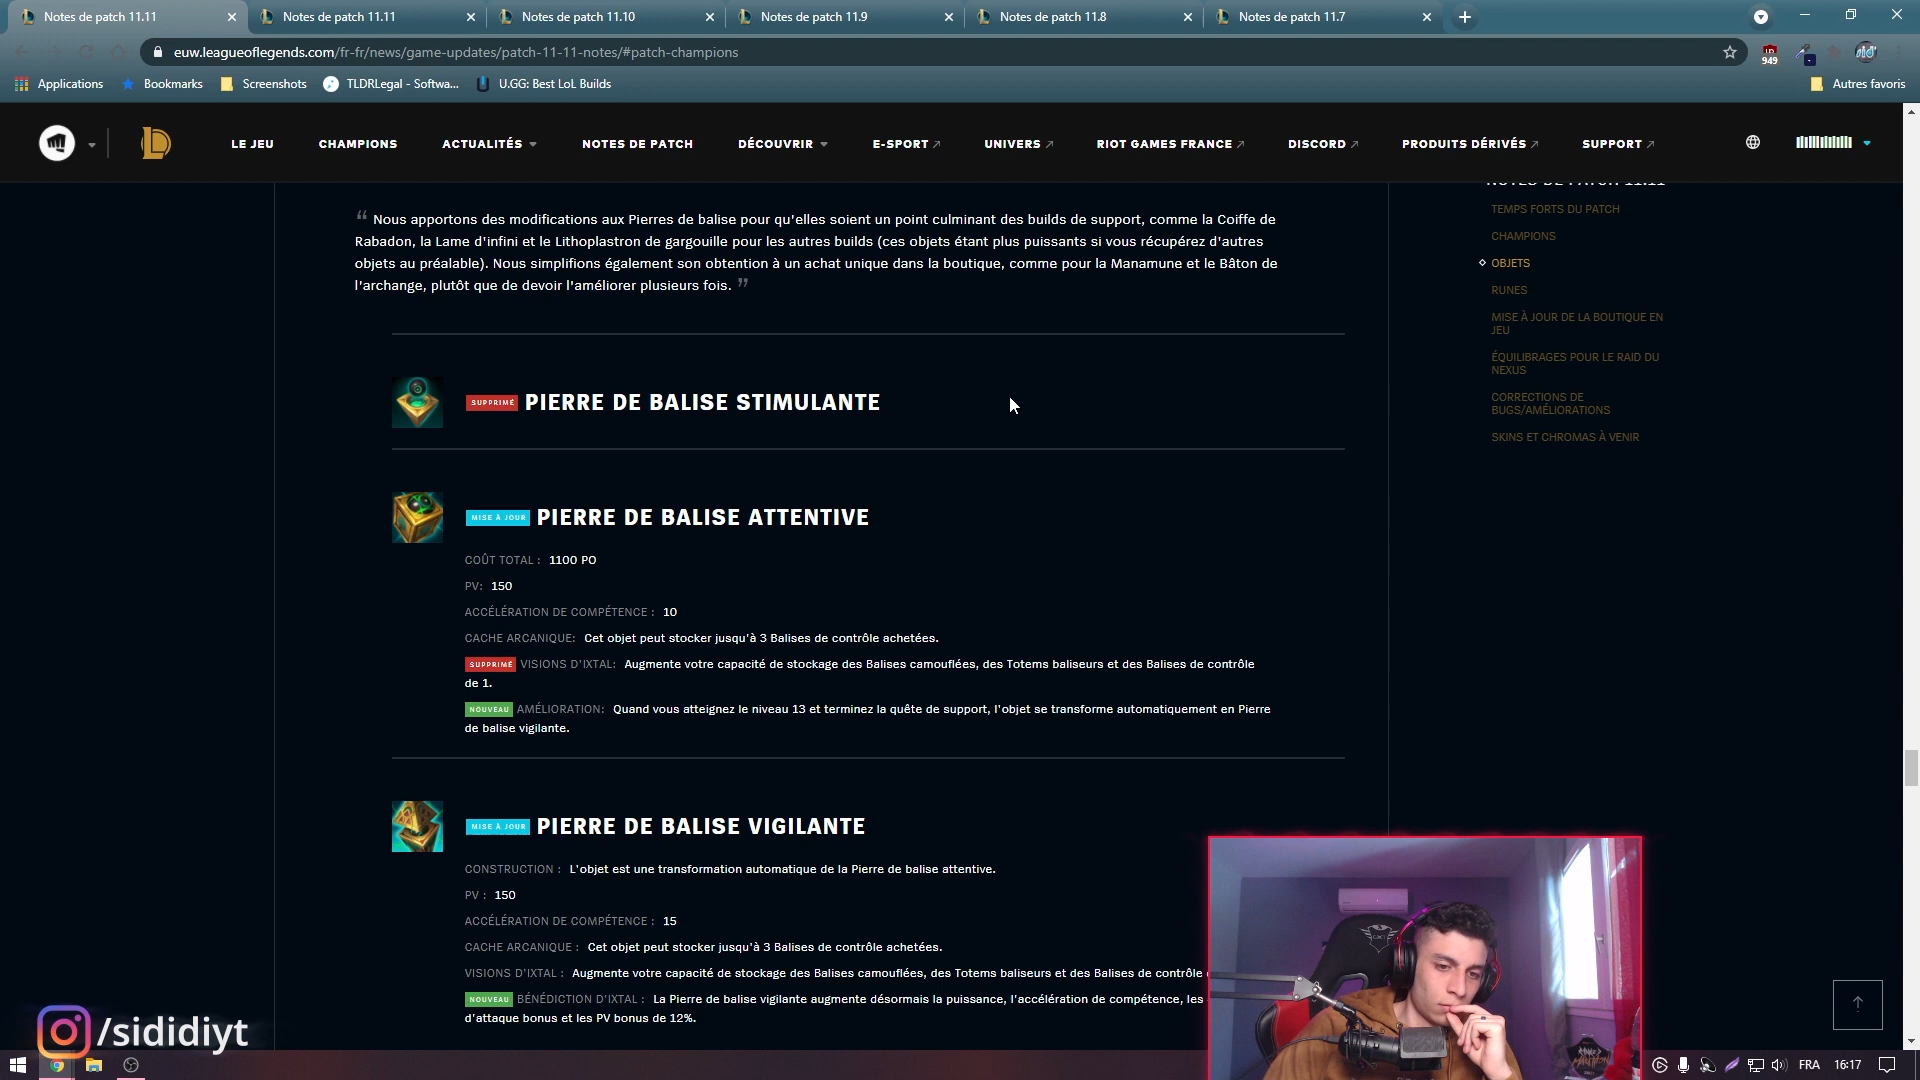 Notes de patch 11.11
Notes de patch 11.11
Notes de patch 11.10
Notes de patch 11.9
Notes de patch 11.8
Notes de patch 11.7
euw.leagueoflegends.com/fr-fr/news/game-updates/patch-11-11-notes/#patch-champions
949
Applications
Bookmarks
Screenshots
TLDRLegal - Softwa...
U.GG: Best LoL Builds
Autres favoris
LE JEU
CHAMPIONS
ACTUALITÉS
NOTES DE PATCH
DÉCOUVRIR
E-SPORT
UNIVERS
RIOT GAMES FRANCE
DISCORD
PRODUITS DÉRIVÉS
SUPPORT
“ Nous apportons des modifications aux Pierres de balise pour qu'elles soient un point culminant des builds de support, comme la Coiffe de
Rabadon, la Lame d'infini et le Lithoplastron de gargouille pour les autres builds (ces objets étant plus puissants si vous récupérez d'autres
objets au préalable). Nous simplifions également son obtention à un achat unique dans la boutique, comme pour la Manamune et le Bâton de
l'archange, plutôt que de devoir l'améliorer plusieurs fois. ”
SUPPRIMÉ PIERRE DE BALISE STIMULANTE
MISE À JOUR PIERRE DE BALISE ATTENTIVE
COÛT TOTAL : 1100 PO
PV: 150
ACCÉLÉRATION DE COMPÉTENCE : 10
CACHE ARCANIQUE: Cet objet peut stocker jusqu'à 3 Balises de contrôle achetées.
SUPPRIMÉ VISIONS D'IXTAL: Augmente votre capacité de stockage des Balises camouflées, des Totems baliseurs et des Balises de contrôle
de 1.
NOUVEAU AMÉLIORATION: Quand vous atteignez le niveau 13 et terminez la quête de support, l'objet se transforme automatiquement en Pierre
de balise vigilante.
MISE À JOUR PIERRE DE BALISE VIGILANTE
CONSTRUCTION : L'objet est une transformation automatique de la Pierre de balise attentive.
PV : 150
ACCÉLÉRATION DE COMPÉTENCE : 15
CACHE ARCANIQUE : Cet objet peut stocker jusqu'à 3 Balises de contrôle achetées.
VISIONS D'IXTAL : Augmente votre capacité de stockage des Balises camouflées, des Totems baliseurs et des Balises de contrôle
NOUVEAU BÉNÉDICTION D'IXTAL : La Pierre de balise vigilante augmente désormais la puissance, l'accélération de compétence, les
d'attaque bonus et les PV bonus de 12%.
NOTES DE PATCH 11.11
TEMPS FORTS DU PATCH
CHAMPIONS
OBJETS
RUNES
MISE À JOUR DE LA BOUTIQUE EN
JEU
ÉQUILIBRAGES POUR LE RAID DU
NEXUS
CORRECTIONS DE
BUGS/AMÉLIORATIONS
SKINS ET CHROMAS À VENIR
/sididiyt
FRA
16:17